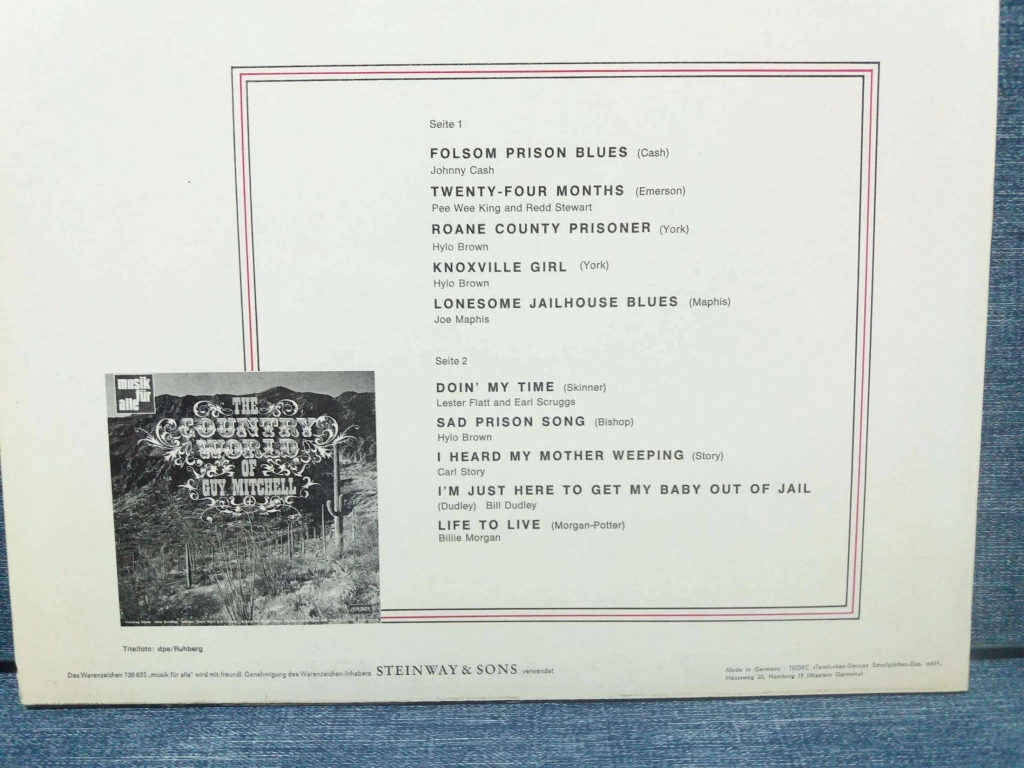 Seite 1
FOLSOM PRISON BLUES (Cash)
Johnny Cash
TWENTY-FOUR MONTHS (Emerson)
Pee Wee King and Redd Stewart
ROANE COUNTY PRISONER (York)
Hylo Brown
KNOXVILLE GIRL (York)
Hylo Brown
LONESOME JAILHOUSE BLUES (Maphis)
Joe Maphis
Seite 2
DOIN' MY TIME (Skinner)
Lester Flatt and Earl Scruggs
SAD PRISON SONG (Bishop)
Hylo Brown
I HEARD MY MOTHER WEEPING (Story)
Carl Story
I'M JUST HERE TO GET MY BABY OUT OF JAIL
(Dudley) Bill Dudley
LIFE TO LIVE (Morgan-Potter)
Billie Morgan
musik
für
alle
THE
COUNTRY
WORLD
OF
GUY MITCHELL
Titelfoto: dpa/Ruhberg
Das Warenzeichen 736 633 „musik für alle" wird mit freundl. Genehmigung des Warenzeichen-Inhabers STEINWAY & SONS verwendet
Made in Germany · TELDEC »Telefunken-Decca« Schallplatten-Ges. mbH.,
Heussweg 25, Hamburg 19 (Western Germany)